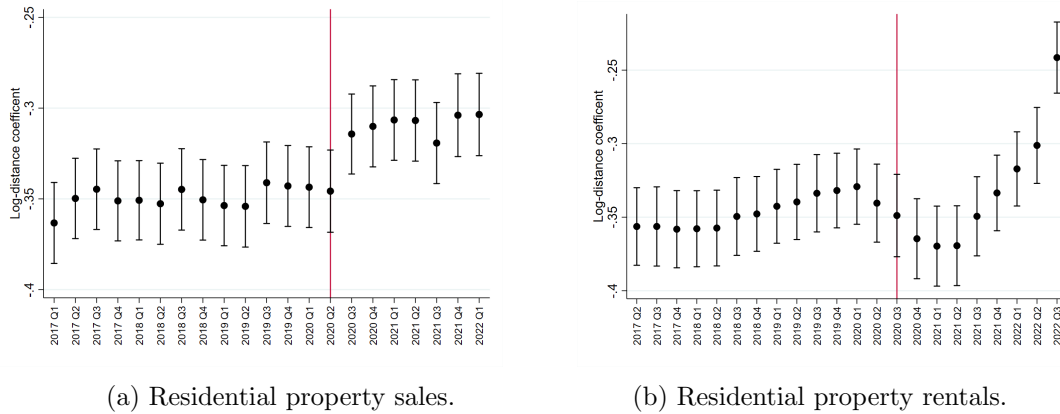 -.25
-.3
-.35
-.4
Log-distance coefficent
2017 Q1
2017 Q2
2017 Q3
2017 Q4
2018 Q1
2018 Q2
2018 Q3
2018 Q4
2019 Q1
2019 Q2
2019 Q3
2019 Q4
2020 Q1
2020 Q2
2020 Q3
2020 Q4
2021 Q1
2021 Q2
2021 Q3
2021 Q4
2022 Q1
(a) Residential property sales.
-.25
-.3
-.35
-.4
Log-distance coefficent
2017 Q2
2017 Q3
2017 Q4
2018 Q1
2018 Q2
2018 Q3
2018 Q4
2019 Q1
2019 Q2
2019 Q3
2019 Q4
2020 Q1
2020 Q2
2020 Q3
2020 Q4
2021 Q1
2021 Q2
2021 Q3
2021 Q4
2022 Q1
2022 Q2
2022 Q3
(b) Residential property rentals.